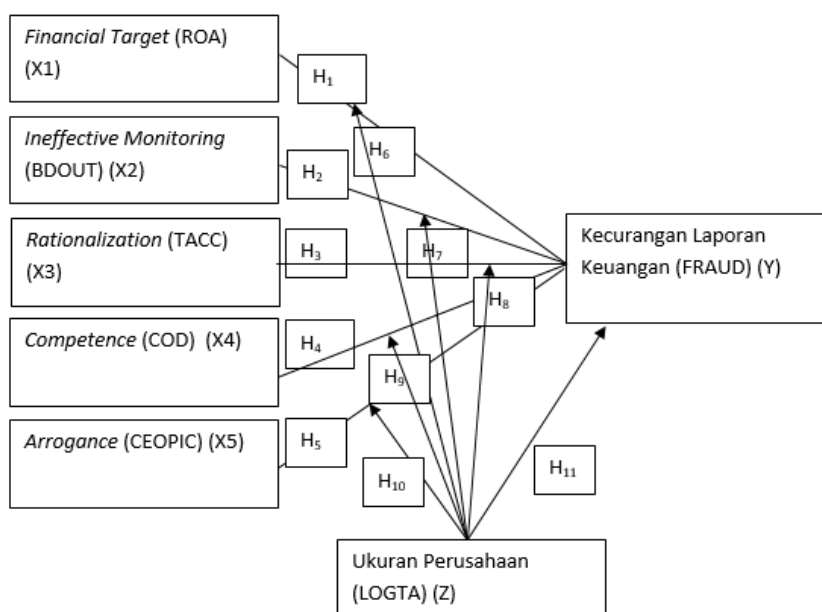 Financial Target (ROA)
(X1)
H₁
Ineffective Monitoring
(BDOUT) (X2)
H₂
H₆
Rationalization (TACC)
(X3)
H₃
H₇
Kecurangan Laporan
Keuangan (FRAUD) (Y)
H₈
Competence (COD) (X4)
H₄
H₉
Arrogance (CEOPIC) (X5)
H₅
H₁₀
H₁₁
Ukuran Perusahaan
(LOGTA) (Z)